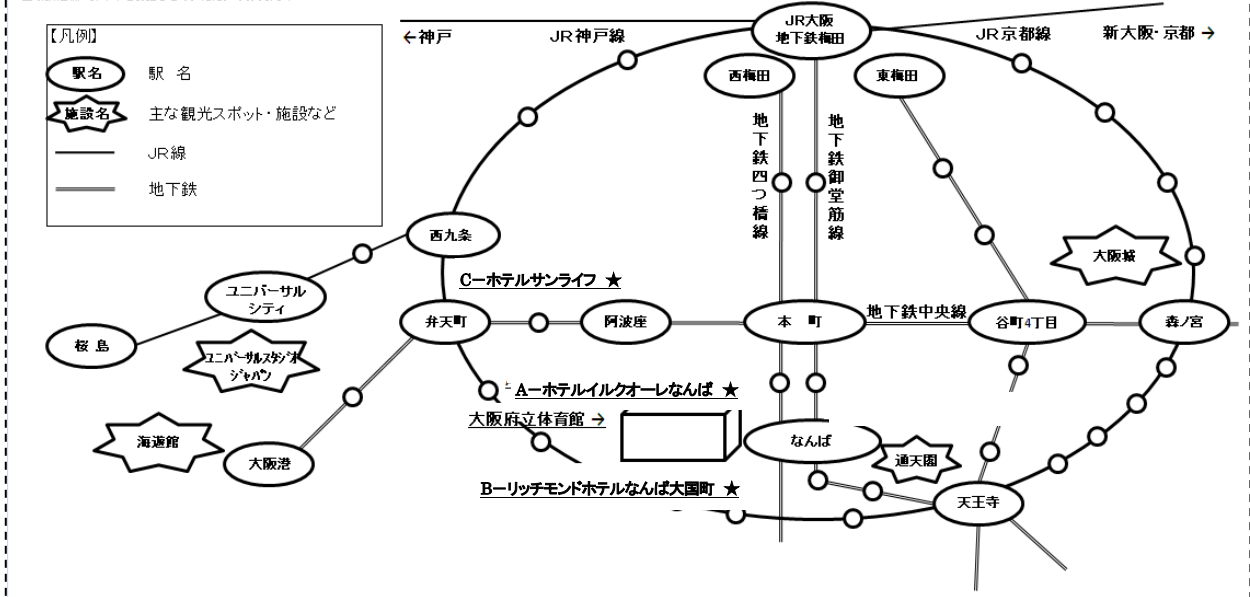 【凡例】
駅名
駅 名
施設名
主な観光スポット・施設など
JR線
地下鉄
←神戸
JR神戸線
JR大阪
地下鉄梅田
JR京都線
新大阪・京都 →
西梅田
東梅田
地下鉄四つ橋線
地下鉄御堂筋線
西九条
大阪城
ユニバーサル
シティ
C－ホテルサンライフ ★
弁天町
阿波座
本 町
地下鉄中央線
谷町4丁目
森ノ宮
桜 島
ユニバーサルスタジオ
ジャパン
A－ホテルイルクオーレなんば ★
大阪府立体育館 →
海遊館
大阪港
なんば
通天閣
B－リッチモンドホテルなんば大国町 ★
天王寺